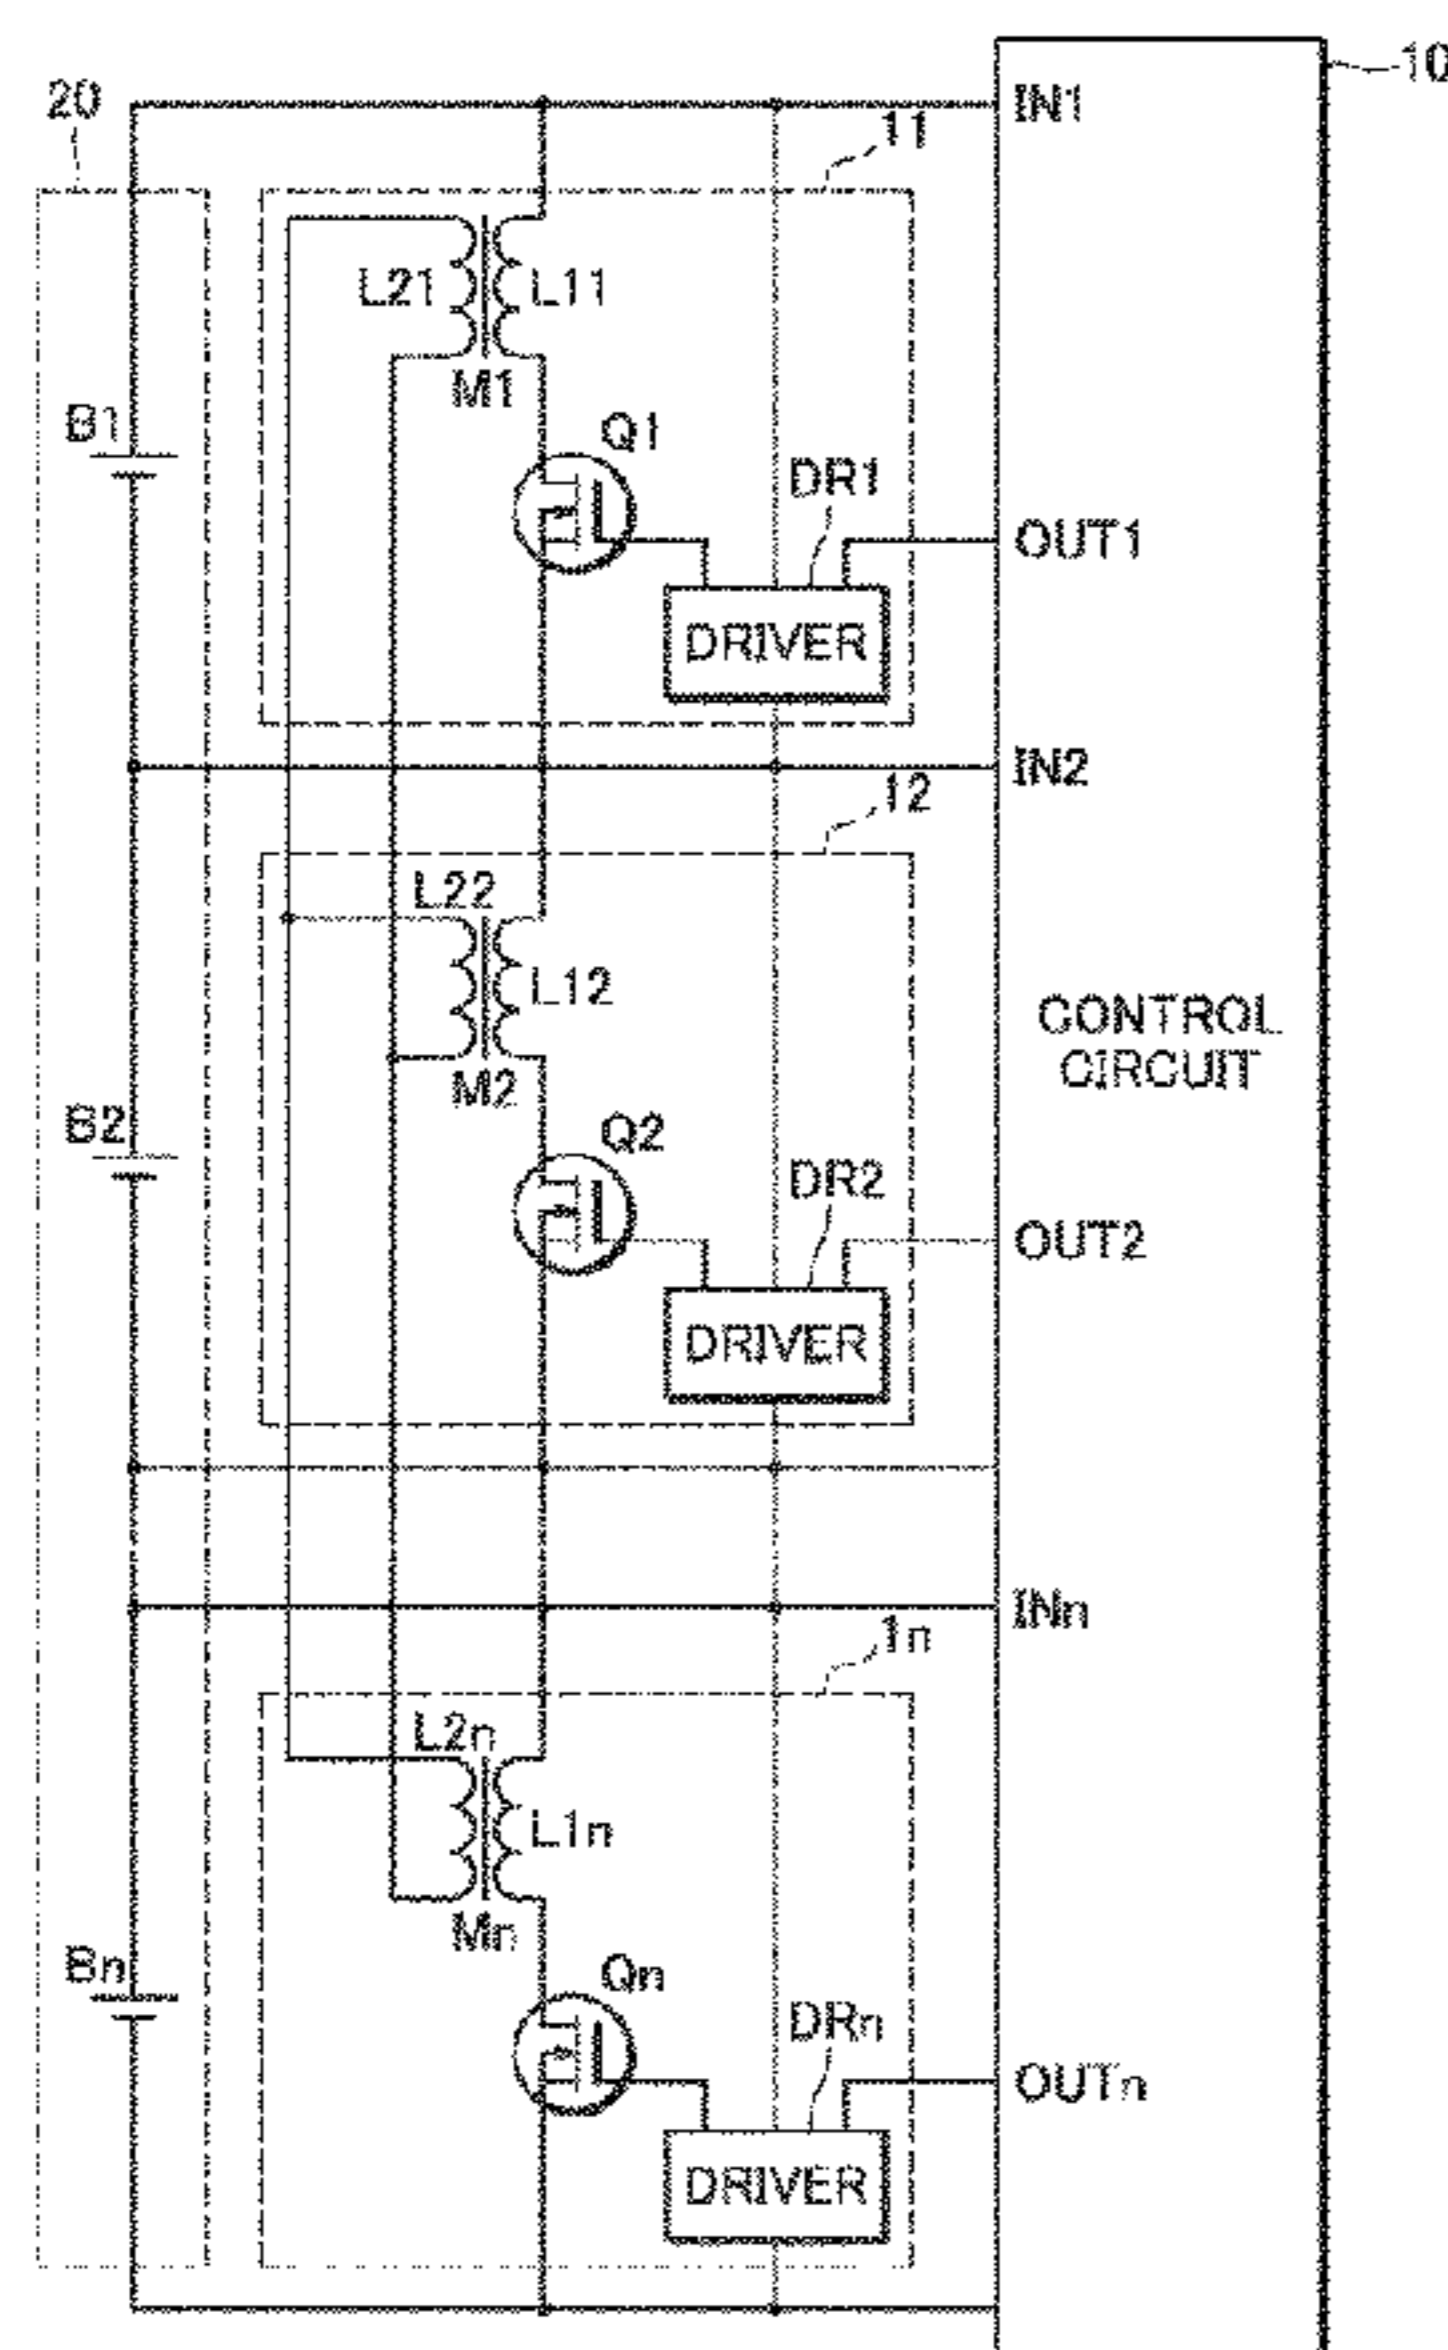 10
IN1
20
11
L21
L11
M1
B1
Q1
DR1
OUT1
DRIVER
IN2
12
L22
L12
CONTROL
CIRCUIT
M2
B2
Q2
DR2
OUT2
DRIVER
INn
1n
L2n
L1n
Mn
Bn
Qn
DRn
OUTn
DRIVER